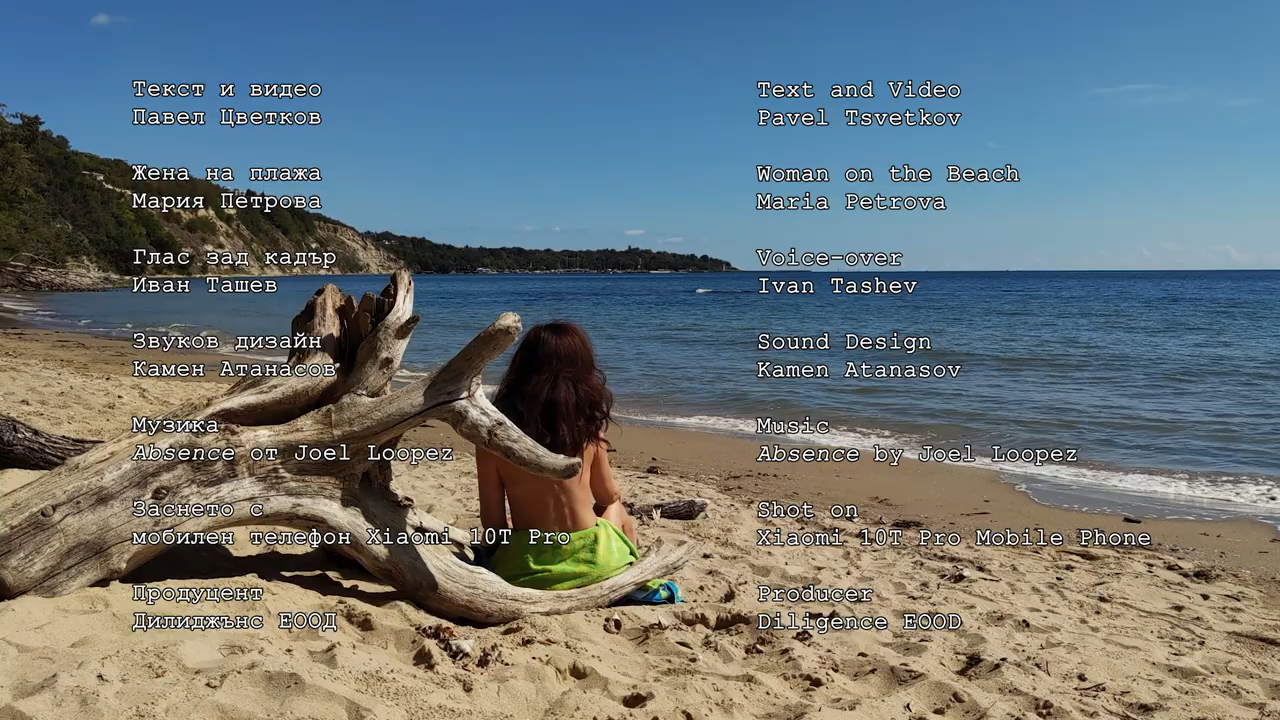 Текст и видео
Павел Цветков
Жена на плажа
Мария Петрова
Глас зад кадър
Иван Ташев
Звуков дизайн
Камен Атанасов
Музика
Absence от Joel Loopez
Заснето с
мобилен телефон Xiaomi 10T Pro
Продуцент
Дилиджънс ЕООД
Text and Video
Pavel Tsvetkov
Woman on the Beach
Maria Petrova
Voice-over
Ivan Tashev
Sound Design
Kamen Atanasov
Music
Absence by Joel Loopez
Shot on
Xiaomi 10T Pro Mobile Phone
Producer
Diligence EOOD